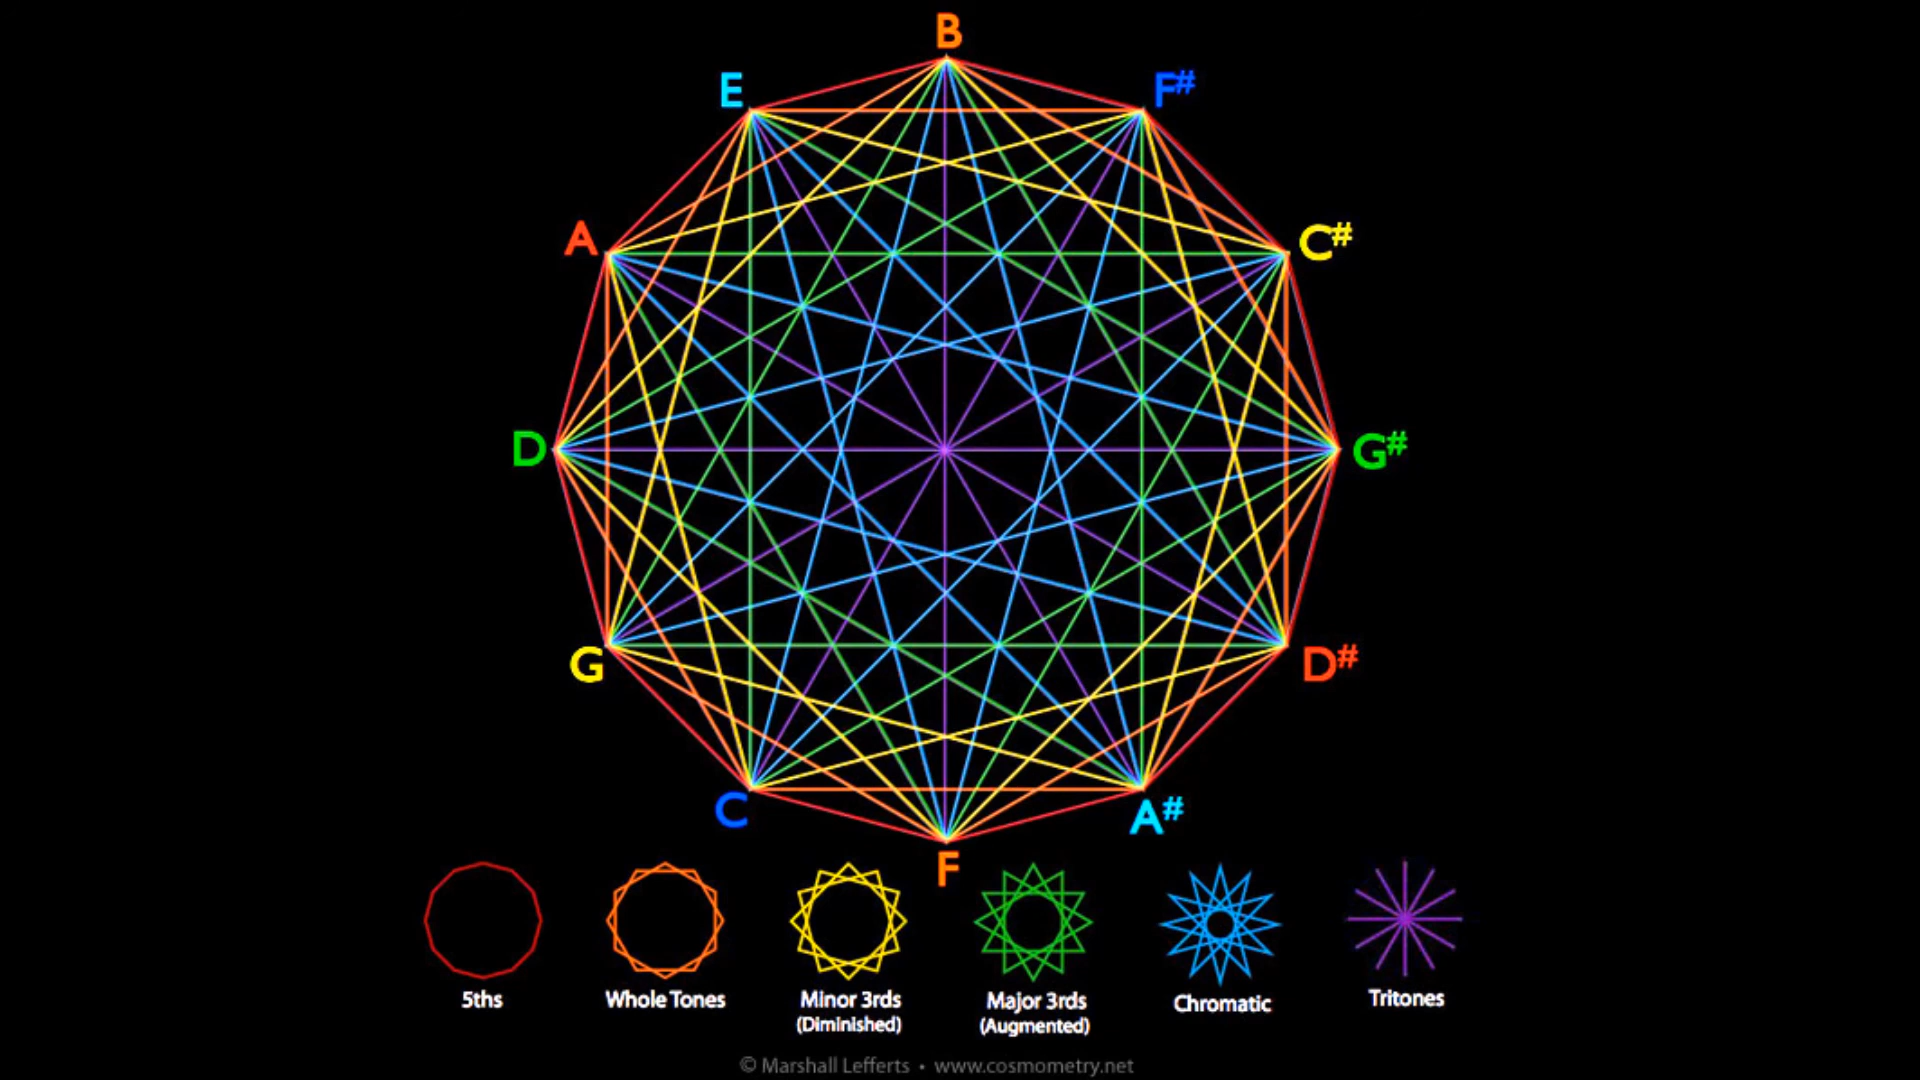 B
E
F#
A
C#
D
G#
G
D#
C
A#
F
5ths
Whole Tones
Minor 3rds
(Diminished)
Major 3rds
(Augmented)
Chromatic
Tritones
© Marshall Lefferts • www.cosmometry.net